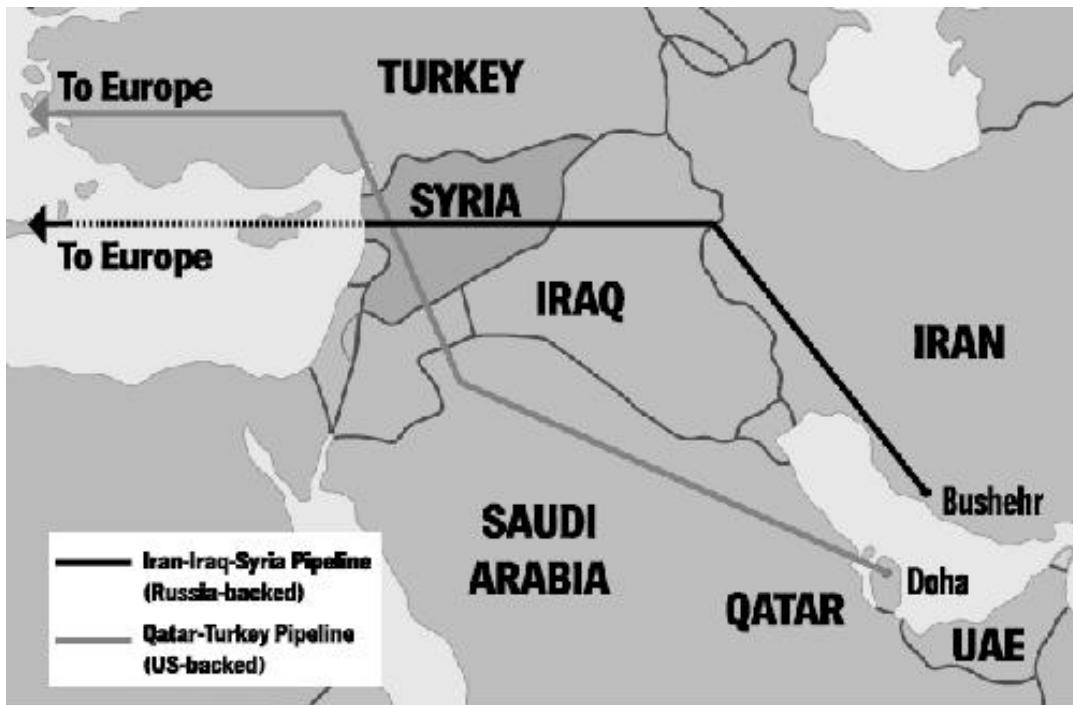 To Europe
TURKEY
SYRIA
To Europe
IRAQ
IRAN
Bushehr
SAUDI
ARABIA
Doha
QATAR
UAE
Iran-Iraq-Syria Pipeline
(Russia-backed)
Qatar-Turkey Pipeline
(US-backed)